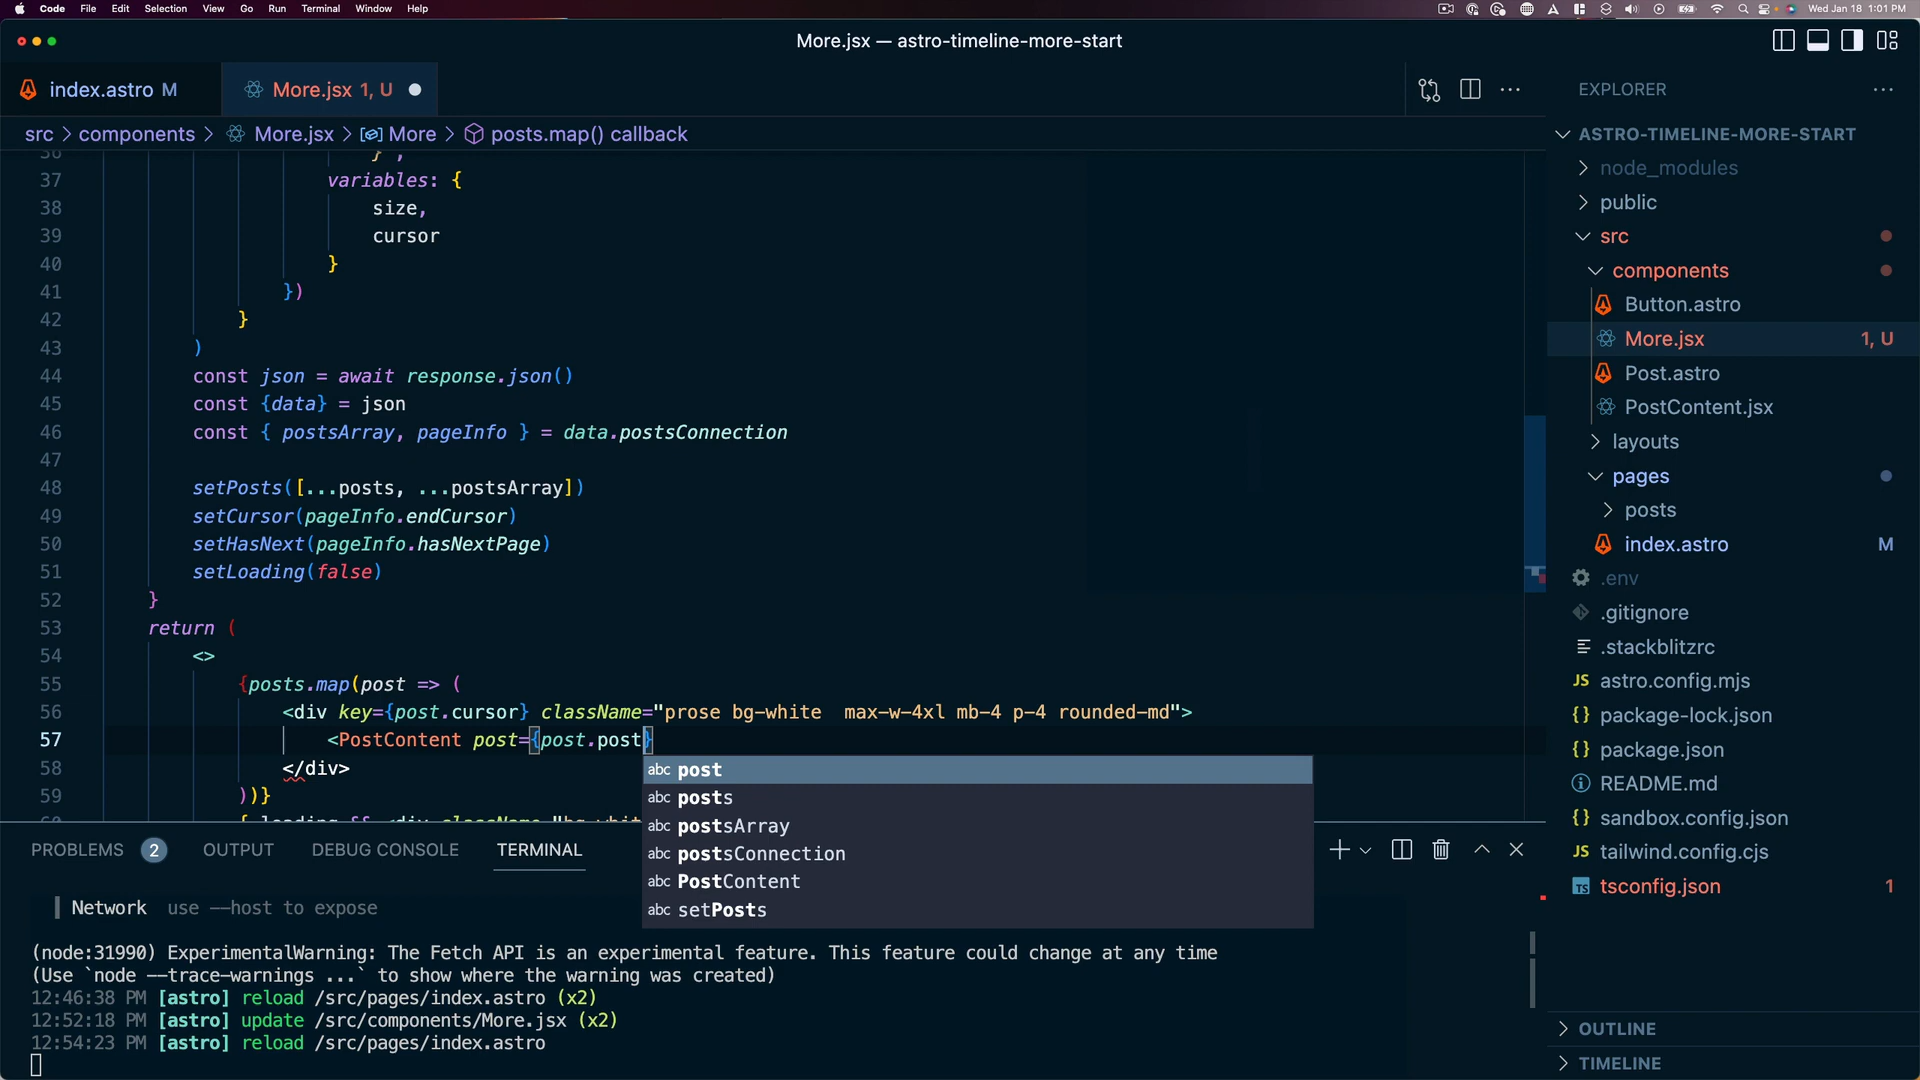 Code File Edit Selection View Go Run Terminal Window Help Wed Jan 18 1:01 PM
More.jsx — astro-timeline-more-start
index.astro M
More.jsx 1, U
src > components > More.jsx > More > posts.map() callback
36 }`,
37 variables: {
38 size,
39 cursor
40 }
41 })
42 }
43 )
44 const json = await response.json()
45 const {data} = json
46 const { postsArray, pageInfo } = data.postsConnection
47
48 setPosts([...posts, ...postsArray])
49 setCursor(pageInfo.endCursor)
50 setHasNext(pageInfo.hasNextPage)
51 setLoading(false)
52 }
53 return (
54 <>
55 {posts.map(post => (
56 <div key={post.cursor} className="prose bg-white  max-w-4xl mb-4 p-4 rounded-md">
57 <PostContent post={post.post}
58 </div>
59 ))}
60 { loading && <div className="bg-whit
abc post
abc posts
abc postsArray
abc postsConnection
abc PostContent
abc setPosts
PROBLEMS 2 OUTPUT DEBUG CONSOLE TERMINAL
Network use --host to expose
(node:31990) ExperimentalWarning: The Fetch API is an experimental feature. This feature could change at any time
(Use `node --trace-warnings ...` to show where the warning was created)
12:46:38 PM [astro] reload /src/pages/index.astro (x2)
12:52:18 PM [astro] update /src/components/More.jsx (x2)
12:54:23 PM [astro] reload /src/pages/index.astro
EXPLORER
ASTRO-TIMELINE-MORE-START
node_modules
public
src
components
Button.astro
More.jsx 1, U
Post.astro
PostContent.jsx
layouts
pages
posts
index.astro M
.env
.gitignore
.stackblitzrc
JS astro.config.mjs
{} package-lock.json
{} package.json
README.md
{} sandbox.config.json
JS tailwind.config.cjs
TS tsconfig.json 1
OUTLINE
TIMELINE